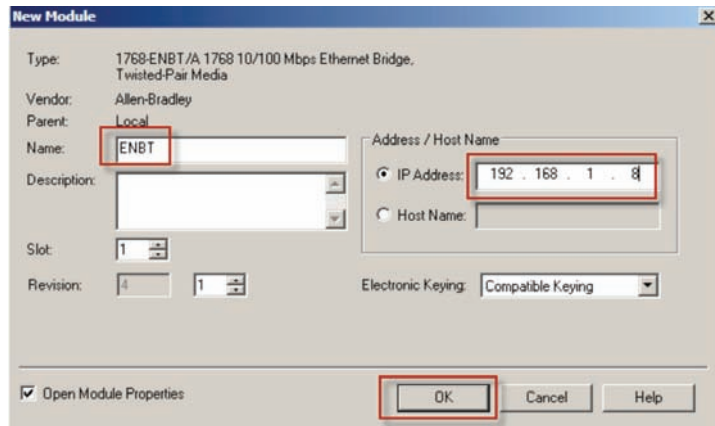 New Module
Type: 1768-ENBT/A 1768 10/100 Mbps Ethernet Bridge,
Twisted-Pair Media
Vendor: Allen-Bradley
Parent: Local
Name: ENBT
Address / Host Name
IP Address: 192 . 168 . 1 . 8
Description:
Host Name:
Slot: 1
Revision: 4 1
Electronic Keying: Compatible Keying
Open Module Properties
OK Cancel Help